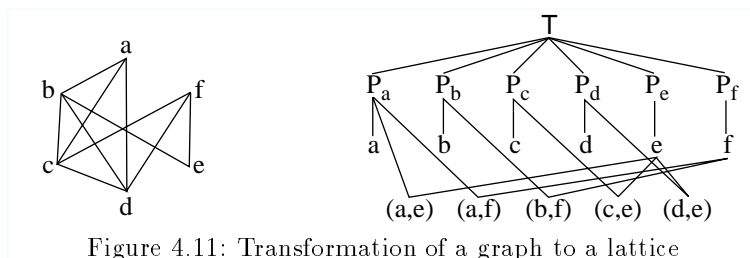 T
a
b
f
c
e
d
Pa Pb Pc Pd Pe Pf
a b c d e f
(a,e) (a,f) (b,f) (c,e) (d,e)
Figure 4.11: Transformation of a graph to a lattice